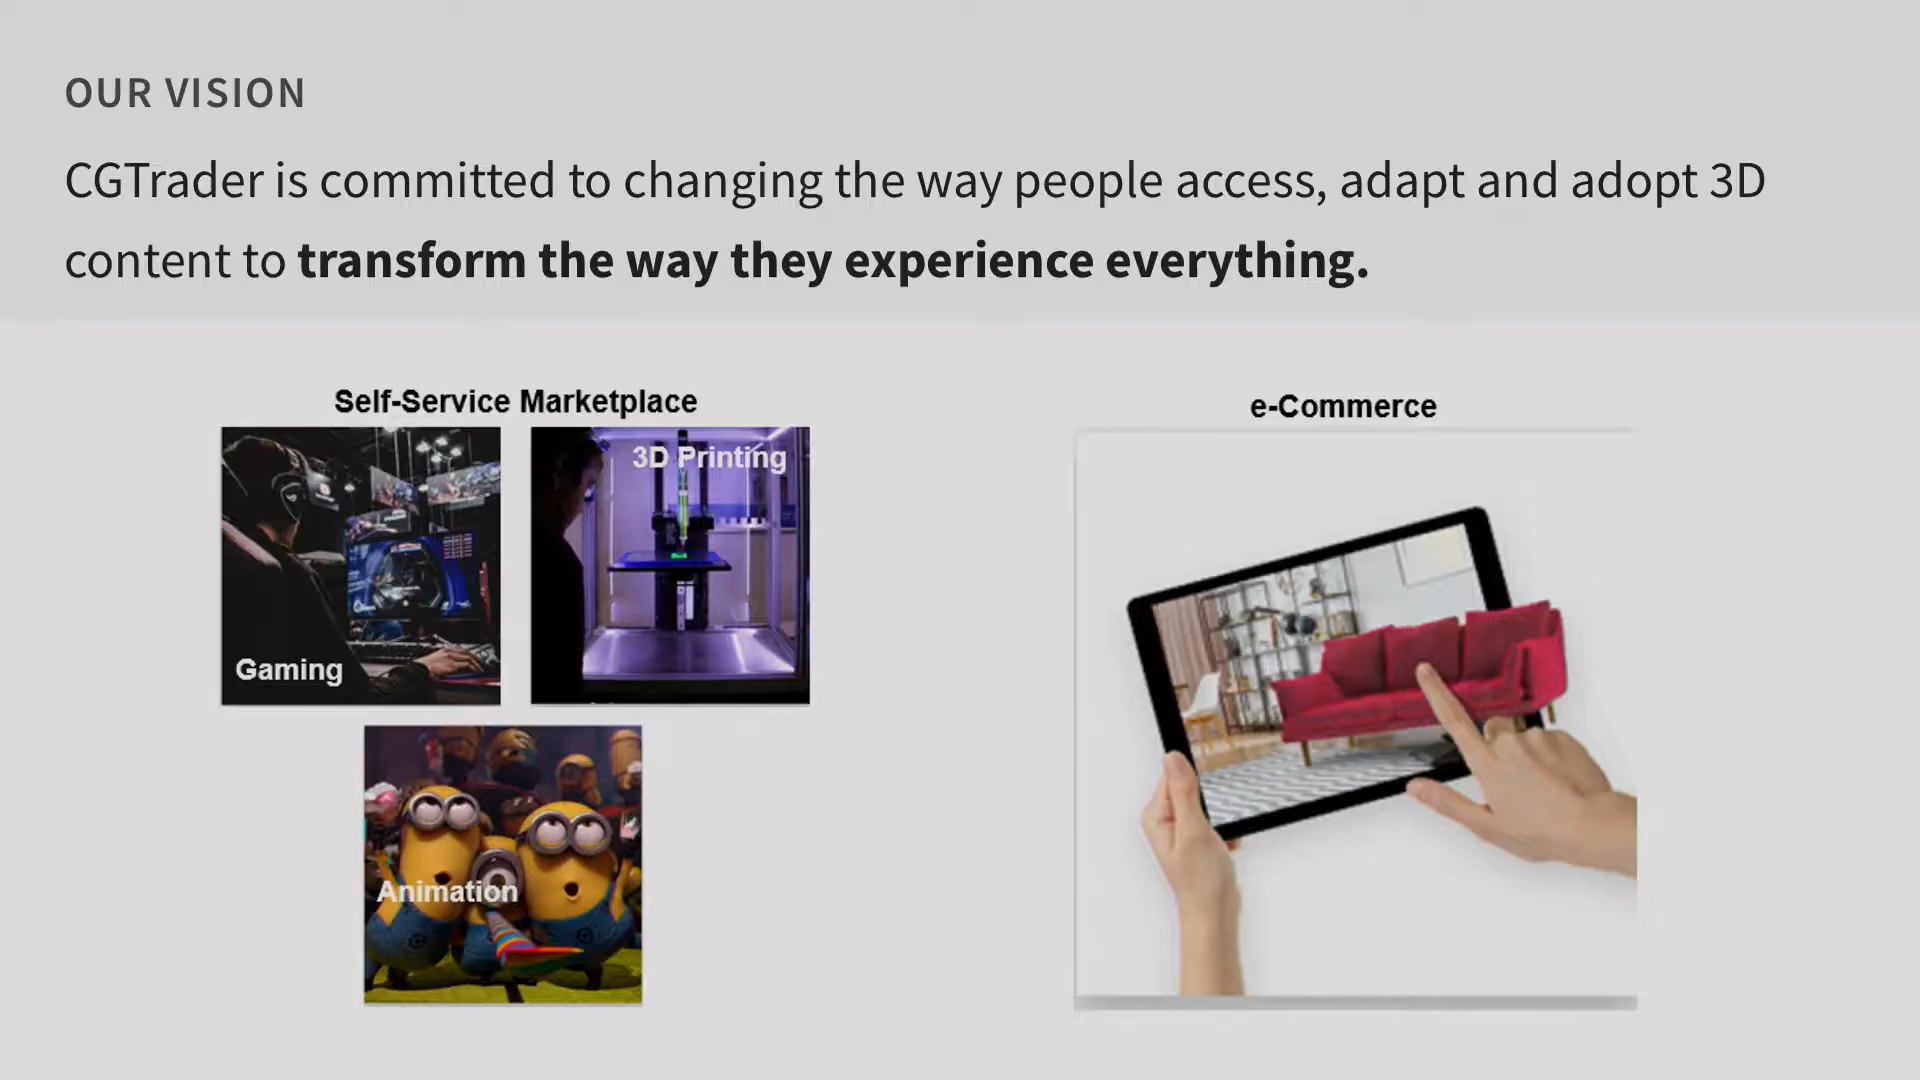 OUR VISION
CGTrader is committed to changing the way people access, adapt and adopt 3D
content to transform the way they experience everything.
Self-Service Marketplace
Gaming
3D Printing
Animation
e-Commerce